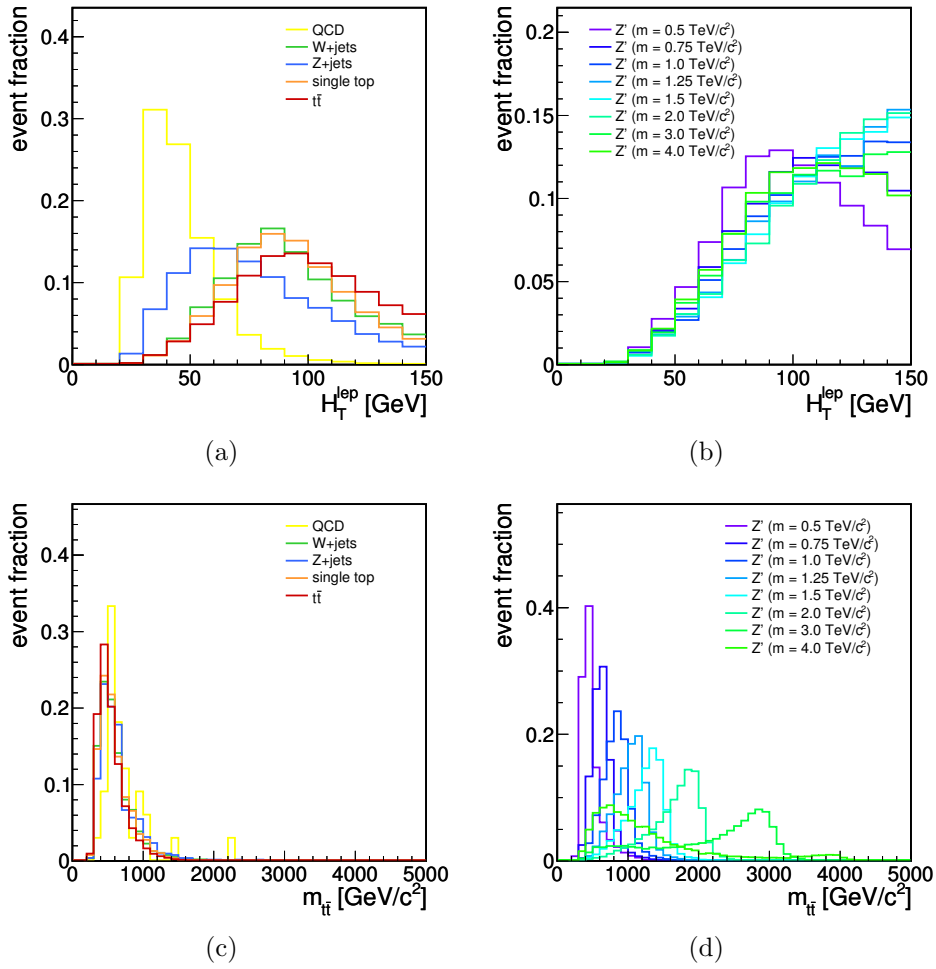 event fraction
0.4
0.3
0.2
0.1
0
QCD
W+jets
Z+jets
single top
tt̄
0 50 100 150
H_T^lep [GeV]
(a)
event fraction
0.2
0.15
0.1
0.05
0
Z' (m = 0.5 TeV/c²)
Z' (m = 0.75 TeV/c²)
Z' (m = 1.0 TeV/c²)
Z' (m = 1.25 TeV/c²)
Z' (m = 1.5 TeV/c²)
Z' (m = 2.0 TeV/c²)
Z' (m = 3.0 TeV/c²)
Z' (m = 4.0 TeV/c²)
0 50 100 150
H_T^lep [GeV]
(b)
event fraction
0.4
0.3
0.2
0.1
0
QCD
W+jets
Z+jets
single top
tt̄
0 1000 2000 3000 4000 5000
m_tt̄ [GeV/c²]
(c)
event fraction
0.4
0.2
0
Z' (m = 0.5 TeV/c²)
Z' (m = 0.75 TeV/c²)
Z' (m = 1.0 TeV/c²)
Z' (m = 1.25 TeV/c²)
Z' (m = 1.5 TeV/c²)
Z' (m = 2.0 TeV/c²)
Z' (m = 3.0 TeV/c²)
Z' (m = 4.0 TeV/c²)
0 1000 2000 3000 4000 5000
m_tt̄ [GeV/c²]
(d)